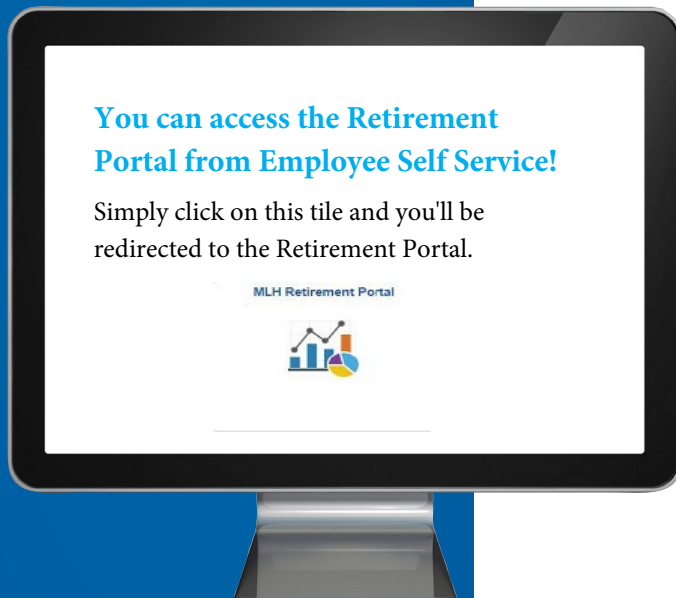 You can access the Retirement
Portal from Employee Self Service!
Simply click on this tile and you'll be
redirected to the Retirement Portal.
MLH Retirement Portal